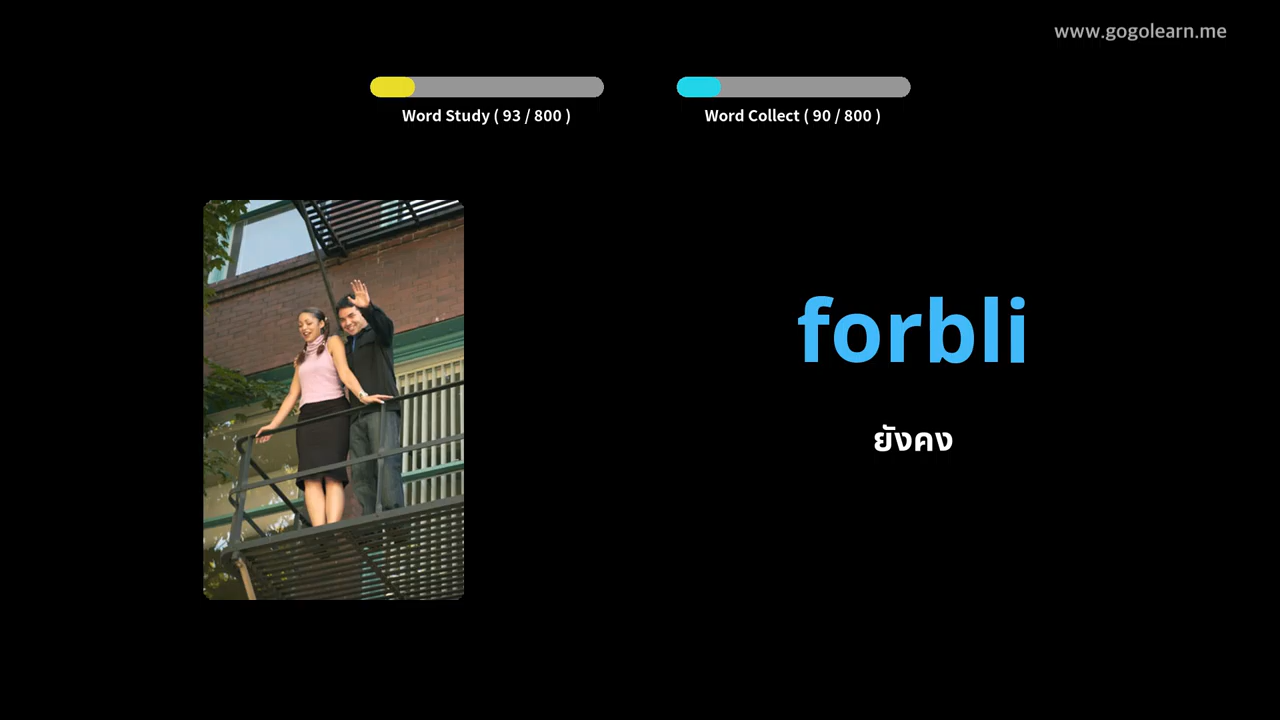 www.gogolearn.me
Word Study ( 93 / 800 )
Word Collect ( 90 / 800 )
forbli
ยังคง